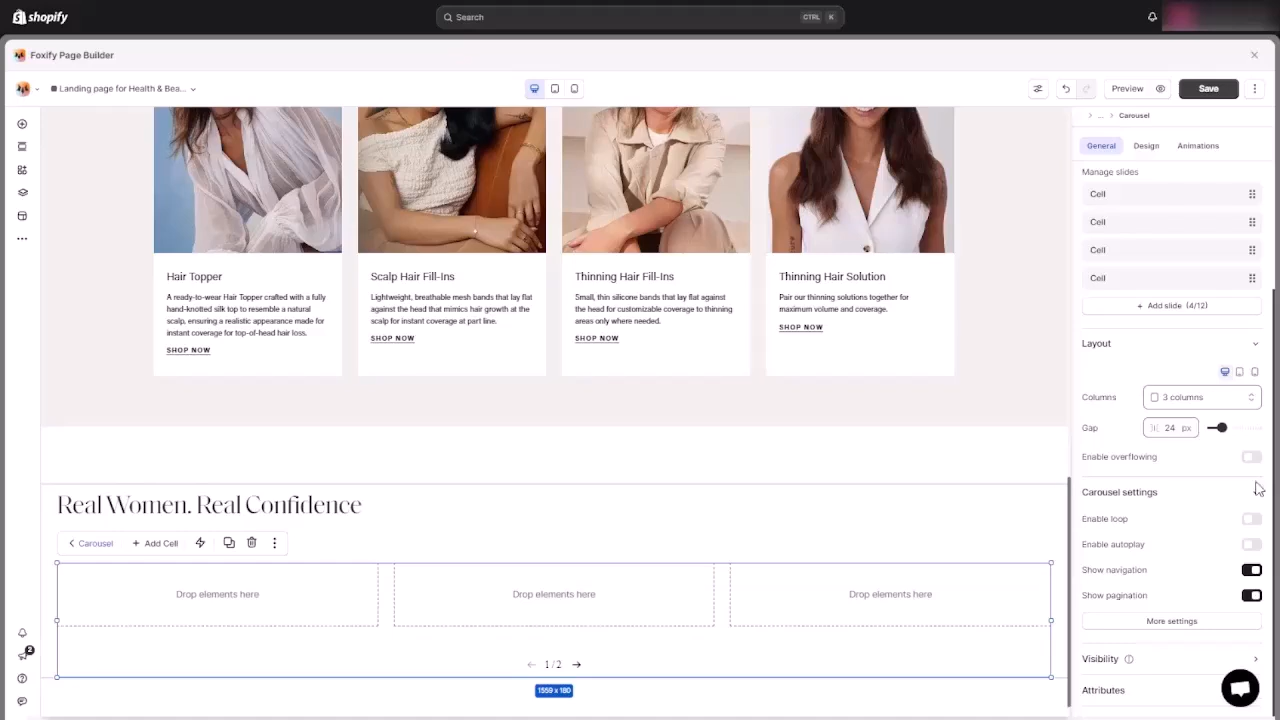 shopify
Search
CTRL K
Foxify Page Builder
Landing page for Health & Bea...
Preview
Save
... Carousel
General Design Animations
Manage slides
Cell
Cell
Cell
Cell
+ Add slide (4/12)
Layout
Columns
3 columns
Gap
24 px
Enable overflowing
Carousel settings
Enable loop
Enable autoplay
Show navigation
Show pagination
More settings
Visibility
Attributes
Hair Topper
A ready-to-wear Hair Topper crafted with a fully
hand-knotted silk top to resemble a natural
scalp, ensuring a realistic appearance made for
instant coverage for top-of-head hair loss.
SHOP NOW
Scalp Hair Fill-Ins
Lightweight, breathable mesh bands that lay flat
against the head that mimics hair growth at the
scalp for instant coverage at part line.
SHOP NOW
Thinning Hair Fill-Ins
Small, thin silicone bands that lay flat against
the head for customizable coverage to thinning
areas only where needed.
SHOP NOW
Thinning Hair Solution
Pair our thinning solutions together for
maximum volume and coverage.
SHOP NOW
Real Women. Real Confidence
Carousel
+ Add Cell
Drop elements here
Drop elements here
Drop elements here
1 / 2
1559 x 180
2